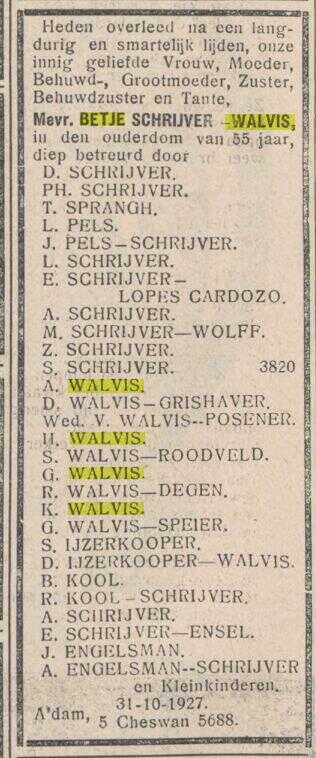 Heden overleed na een lang-
durig en smartelijk lijden, onze
innig geliefde Vrouw, Moeder,
Behuwd-, Grootmoeder, Zuster,
Behuwdzuster en Tante,
Mevr. BETJE SCHRIJVER—WALVIS,
in den ouderdom van 55 jaar,
diep betreurd door
D. SCHRIJVER.
PH. SCHRIJVER.
T. SPRANGH.
L. PELS.
J. PELS—SCHRIJVER.
L. SCHRIJVER.
E. SCHRIJVER—
LOPES CARDOZO.
A. SCHRIJVER.
M. SCHRIJVER—WOLFF.
Z. SCHRIJVER.
S. SCHRIJVER. 3820
A. WALVIS.
D. WALVIS—GRISHAVER.
Wed. V. WALVIS--POSENER.
H. WALVIS.
S. WALVIS—ROODVELD.
G. WALVIS.
R. WALVIS—DEGEN.
K. WALVIS.
G. WALVIS—SPEIER.
S. IJZERKOOPER.
D. IJZERKOOPER—WALVIS.
B. KOOL.
R. KOOL—SCHRIJVER.
A. SCHRIJVER.
E. SCHRIJVER—ENSEL.
J. ENGELSMAN.
A. ENGELSMAN--SCHRIJVER
en Kleinkinderen.
A'dam, 31-10-1927.
5 Cheswan 5688.